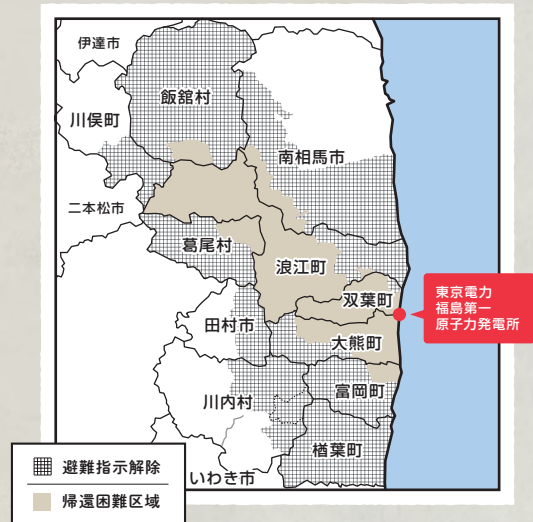 伊達市
飯舘村
川俣町
南相馬市
二本松市
葛尾村
浪江町
双葉町
東京電力
福島第一
原子力発電所
田村市
大熊町
富岡町
川内村
楢葉町
いわき市
避難指示解除
帰還困難区域